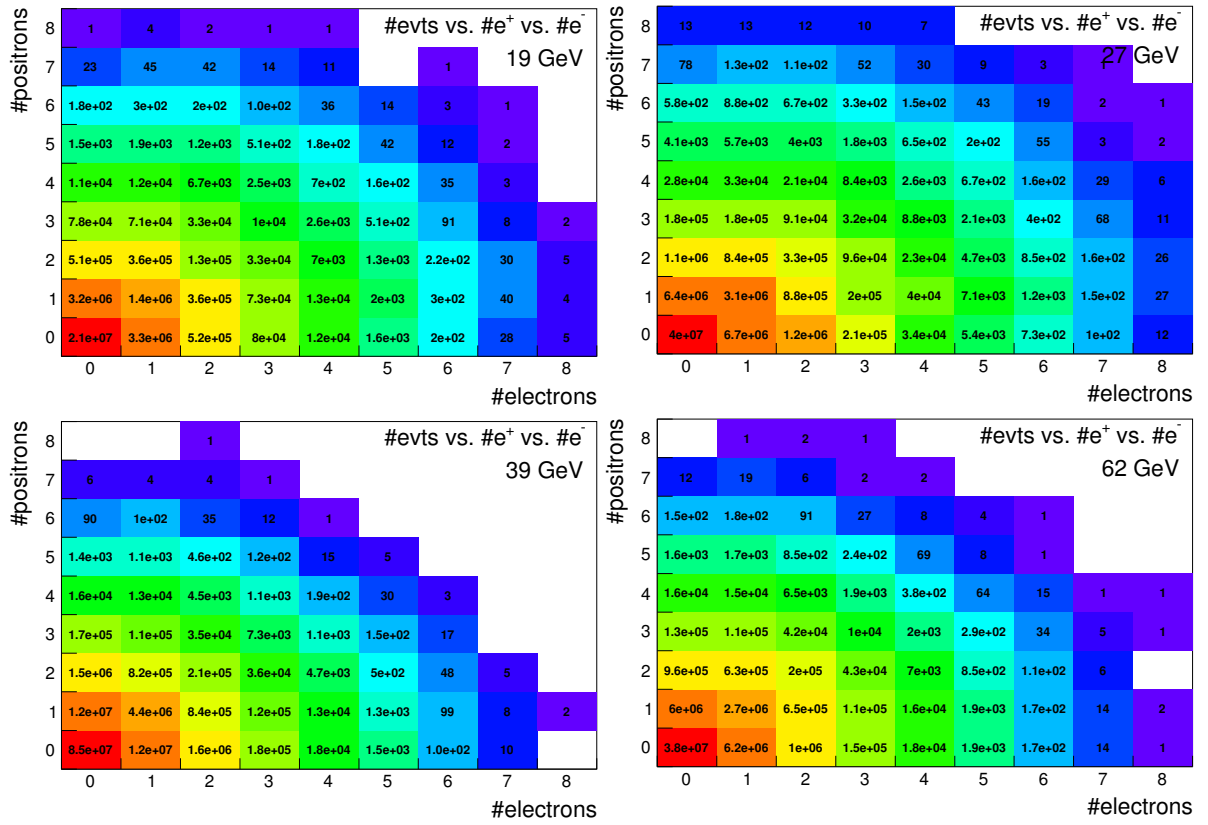 #positrons
#evts vs. #e+ vs. #e-
19 GeV
8 1 4 2 1 1
7 23 45 42 14 11 1
6 1.8e+02 3e+02 2e+02 1.0e+02 36 14 3 1
5 1.5e+03 1.9e+03 1.2e+03 5.1e+02 1.8e+02 42 12 2
4 1.1e+04 1.2e+04 6.7e+03 2.5e+03 7e+02 1.6e+02 35 3
3 7.8e+04 7.1e+04 3.3e+04 1e+04 2.6e+03 5.1e+02 91 8 2
2 5.1e+05 3.6e+05 1.3e+05 3.3e+04 7e+03 1.3e+03 2.2e+02 30 5
1 3.2e+06 1.4e+06 3.6e+05 7.3e+04 1.3e+04 2e+03 3e+02 40 4
0 2.1e+07 3.3e+06 5.2e+05 8e+04 1.2e+04 1.6e+03 2e+02 28 5
0 1 2 3 4 5 6 7 8
#electrons
#positrons
#evts vs. #e+ vs. #e-
27 GeV
8 13 13 12 10 7
7 78 1.3e+02 1.1e+02 52 30 9 3 1
6 5.8e+02 8.8e+02 6.7e+02 3.3e+02 1.5e+02 43 19 2 1
5 4.1e+03 5.7e+03 4e+03 1.8e+03 6.5e+02 2e+02 55 3 2
4 2.8e+04 3.3e+04 2.1e+04 8.4e+03 2.6e+03 6.7e+02 1.6e+02 29 6
3 1.8e+05 1.8e+05 9.1e+04 3.2e+04 8.8e+03 2.1e+03 4e+02 68 11
2 1.1e+06 8.4e+05 3.3e+05 9.6e+04 2.3e+04 4.7e+03 8.5e+02 1.6e+02 26
1 6.4e+06 3.1e+06 8.8e+05 2e+05 4e+04 7.1e+03 1.2e+03 1.5e+02 27
0 4e+07 6.7e+06 1.2e+06 2.1e+05 3.4e+04 5.4e+03 7.3e+02 1e+02 12
0 1 2 3 4 5 6 7 8
#electrons
#positrons
#evts vs. #e+ vs. #e-
39 GeV
8 1
7 6 4 4 1
6 90 1e+02 35 12 1
5 1.4e+03 1.1e+03 4.6e+02 1.2e+02 15 5
4 1.6e+04 1.3e+04 4.5e+03 1.1e+03 1.9e+02 30 3
3 1.7e+05 1.1e+05 3.5e+04 7.3e+03 1.1e+03 1.5e+02 17
2 1.5e+06 8.2e+05 2.1e+05 3.6e+04 4.7e+03 5e+02 48 5
1 1.2e+07 4.4e+06 8.4e+05 1.2e+05 1.3e+04 1.3e+03 99 8 2
0 8.5e+07 1.2e+07 1.6e+06 1.8e+05 1.8e+04 1.5e+03 1.0e+02 10
0 1 2 3 4 5 6 7 8
#electrons
#positrons
#evts vs. #e+ vs. #e-
62 GeV
8 1 2 1
7 12 19 6 2 2
6 1.5e+02 1.8e+02 91 27 8 4 1
5 1.6e+03 1.7e+03 8.5e+02 2.4e+02 69 8 1
4 1.6e+04 1.5e+04 6.5e+03 1.9e+03 3.8e+02 64 15 1 1
3 1.3e+05 1.1e+05 4.2e+04 1e+04 2e+03 2.9e+02 34 5 1
2 9.6e+05 6.3e+05 2e+05 4.3e+04 7e+03 8.5e+02 1.1e+02 6
1 6e+06 2.7e+06 6.5e+05 1.1e+05 1.6e+04 1.9e+03 1.7e+02 14 2
0 3.8e+07 6.2e+06 1e+06 1.5e+05 1.8e+04 1.9e+03 1.7e+02 14 1
0 1 2 3 4 5 6 7 8
#electrons